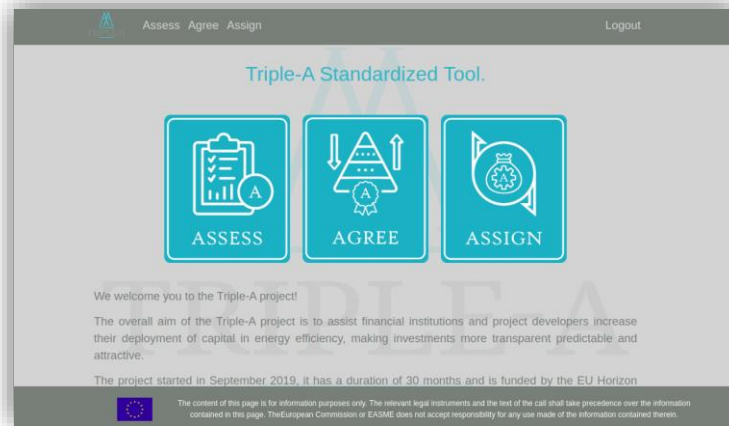 TRIPLE-A
Assess Agree Assign
Logout
Triple-A Standardized Tool.
A
ASSESS
A
AGREE
A
ASSIGN
TRIPLE-A
We welcome you to the Triple-A project!
The overall aim of the Triple-A project is to assist financial institutions and project developers increase
their deployment of capital in energy efficiency, making investments more transparent predictable and
attractive.
The project started in September 2019, it has a duration of 30 months and is funded by the EU Horizon
The content of this page is for information purposes only. The relevant legal instruments and the text of the call shall take precedence over the information
contained in this page. TheEuropean Commission or EASME does not accept responsibility for any use made of the information contained therein.